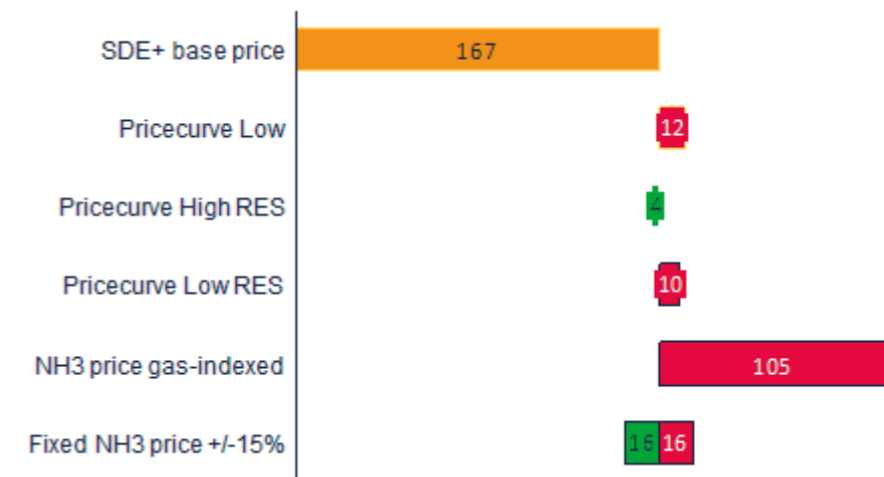 SDE+ base price 167
Pricecurve Low 12
Pricecurve High RES 4
Pricecurve Low RES 10
NH3 price gas-indexed 105
Fixed NH3 price +/-15% 16 16